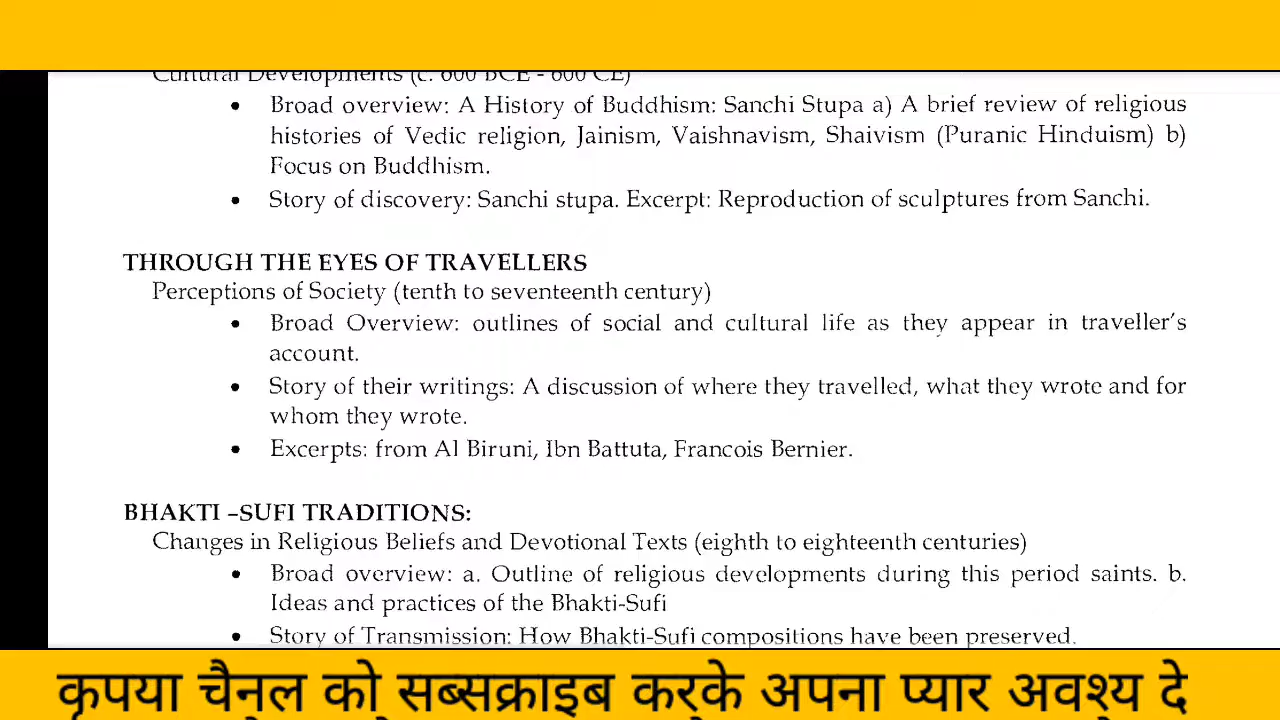 Cultural Developments (c. 600 BCE - 600 CE)
• Broad overview: A History of Buddhism: Sanchi Stupa a) A brief review of religious
histories of Vedic religion, Jainism, Vaishnavism, Shaivism (Puranic Hinduism) b)
Focus on Buddhism.
• Story of discovery: Sanchi stupa. Excerpt: Reproduction of sculptures from Sanchi.
THROUGH THE EYES OF TRAVELLERS
Perceptions of Society (tenth to seventeenth century)
• Broad Overview: outlines of social and cultural life as they appear in traveller's
account.
• Story of their writings: A discussion of where they travelled, what they wrote and for
whom they wrote.
• Excerpts: from Al Biruni, Ibn Battuta, Francois Bernier.
BHAKTI –SUFI TRADITIONS:
Changes in Religious Beliefs and Devotional Texts (eighth to eighteenth centuries)
• Broad overview: a. Outline of religious developments during this period saints. b.
Ideas and practices of the Bhakti-Sufi
• Story of Transmission: How Bhakti-Sufi compositions have been preserved.
कृपया चैनल को सब्सक्राइब करके अपना प्यार अवश्य दे